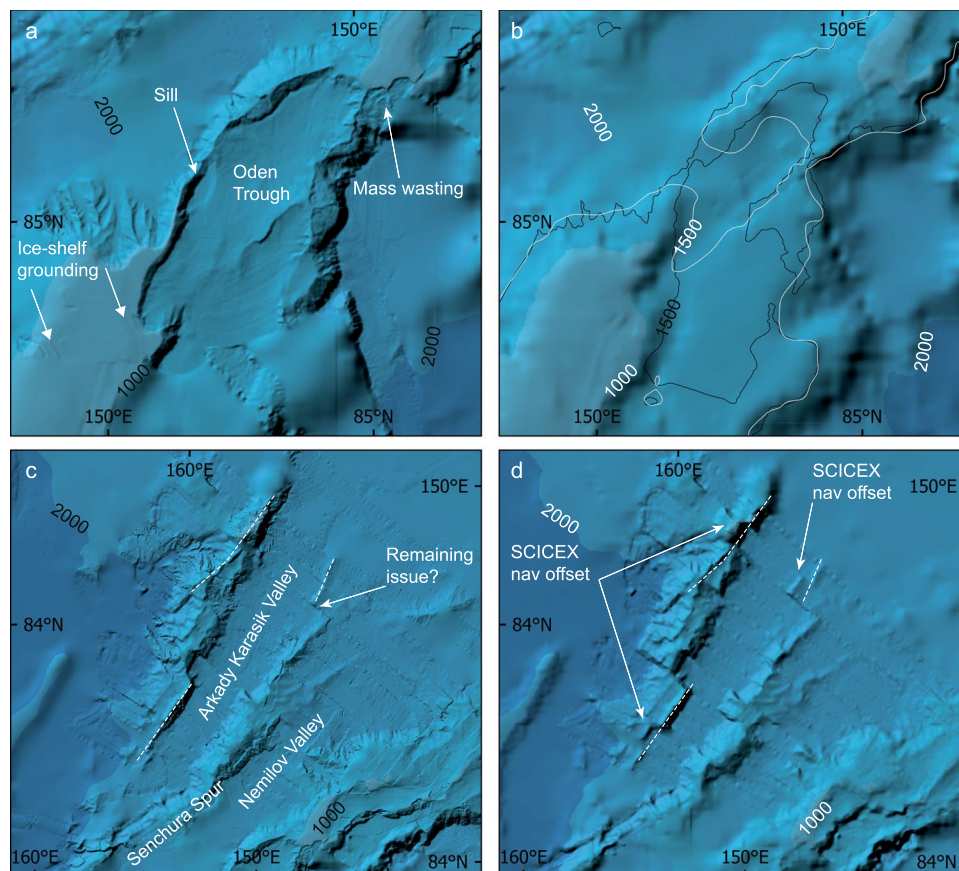 a
150°E
Sill
2000
Oden
Trough
Mass wasting
85°N
Ice-shelf
grounding
2000
1000
150°E
85°N
b
150°E
2000
85°N
1500
1500
2000
1000
150°E
85°N
c
160°E
150°E
2000
Remaining
issue?
84°N
Arkady Karasik Valley
Nemilov Valley
Senchura Spur
1000
160°E
150°E
84°N
d
160°E
SCICEX
nav offset
150°E
2000
SCICEX
nav offset
84°N
1000
160°E
150°E
84°N